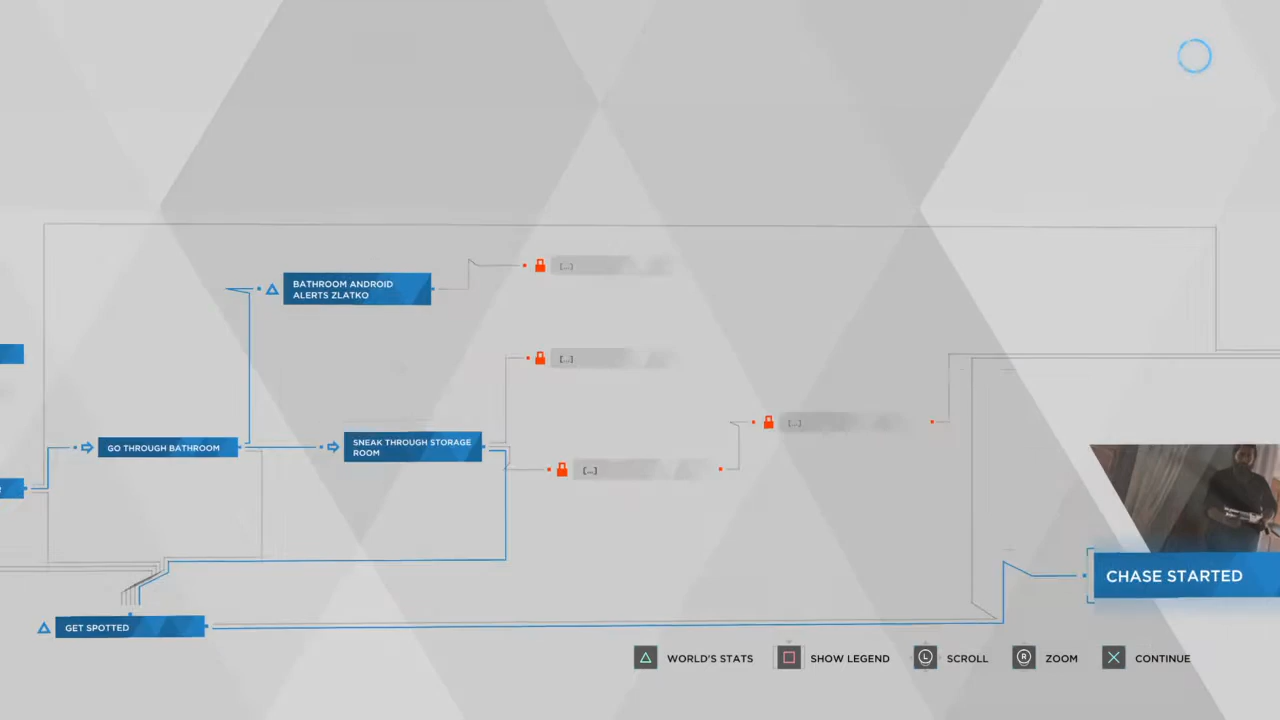 BATHROOM ANDROID
ALERTS ZLATKO
[...]
[...]
[...]
GO THROUGH BATHROOM
SNEAK THROUGH STORAGE
ROOM
[...]
CHASE STARTED
GET SPOTTED
WORLD'S STATS
SHOW LEGEND
L
SCROLL
R
ZOOM
CONTINUE